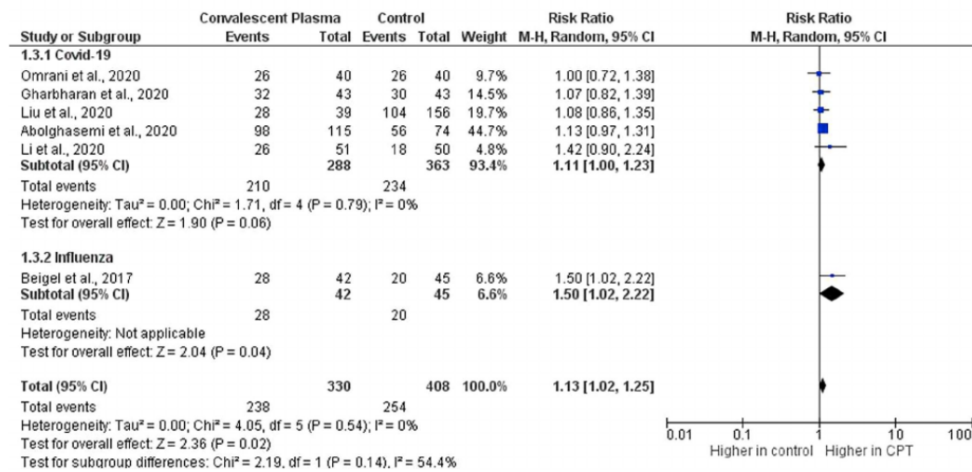 Convalescent Plasma Control Risk Ratio Risk Ratio
Study or Subgroup Events Total Events Total Weight M-H, Random, 95% CI M-H, Random, 95% CI
1.3.1 Covid-19
Omrani et al., 2020 26 40 26 40 9.7% 1.00 [0.72, 1.38]
Gharbharan et al., 2020 32 43 30 43 14.5% 1.07 [0.82, 1.39]
Liu et al., 2020 28 39 104 156 19.7% 1.08 [0.86, 1.35]
Abolghasemi et al., 2020 98 115 56 74 44.7% 1.13 [0.97, 1.31]
Li et al., 2020 26 51 18 50 4.8% 1.42 [0.90, 2.24]
Subtotal (95% CI) 288 363 93.4% 1.11 [1.00, 1.23]
Total events 210 234
Heterogeneity: Tau² = 0.00; Chi² = 1.71, df = 4 (P = 0.79); I² = 0%
Test for overall effect: Z = 1.90 (P = 0.06)
1.3.2 Influenza
Beigel et al., 2017 28 42 20 45 6.6% 1.50 [1.02, 2.22]
Subtotal (95% CI) 42 45 6.6% 1.50 [1.02, 2.22]
Total events 28 20
Heterogeneity: Not applicable
Test for overall effect: Z = 2.04 (P = 0.04)
Total (95% CI) 330 408 100.0% 1.13 [1.02, 1.25]
Total events 238 254
Heterogeneity: Tau² = 0.00; Chi² = 4.05, df = 5 (P = 0.54); I² = 0%
Test for overall effect: Z = 2.36 (P = 0.02)
Test for subgroup differences: Chi² = 2.19, df = 1 (P = 0.14), I² = 54.4%
0.01 0.1 1 10 100
Higher in control Higher in CPT